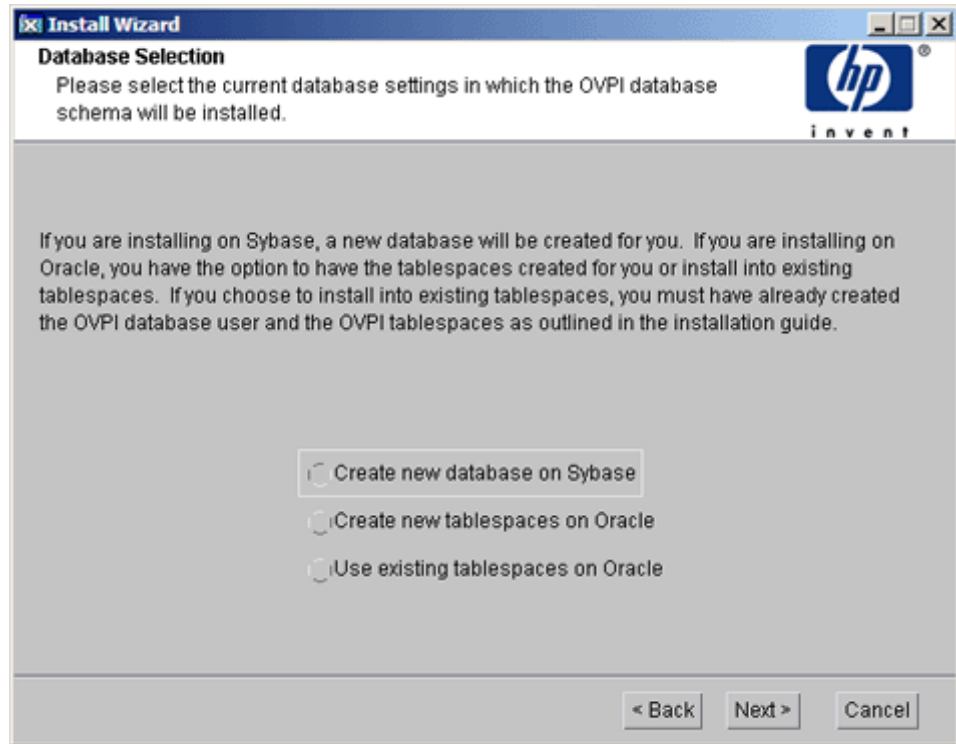 Install Wizard
Database Selection
Please select the current database settings in which the OVPI database
schema will be installed.
hp
®
invent
If you are installing on Sybase, a new database will be created for you. If you are installing on
Oracle, you have the option to have the tablespaces created for you or install into existing
tablespaces. If you choose to install into existing tablespaces, you must have already created
the OVPI database user and the OVPI tablespaces as outlined in the installation guide.
Create new database on Sybase
Create new tablespaces on Oracle
Use existing tablespaces on Oracle
< Back Next > Cancel